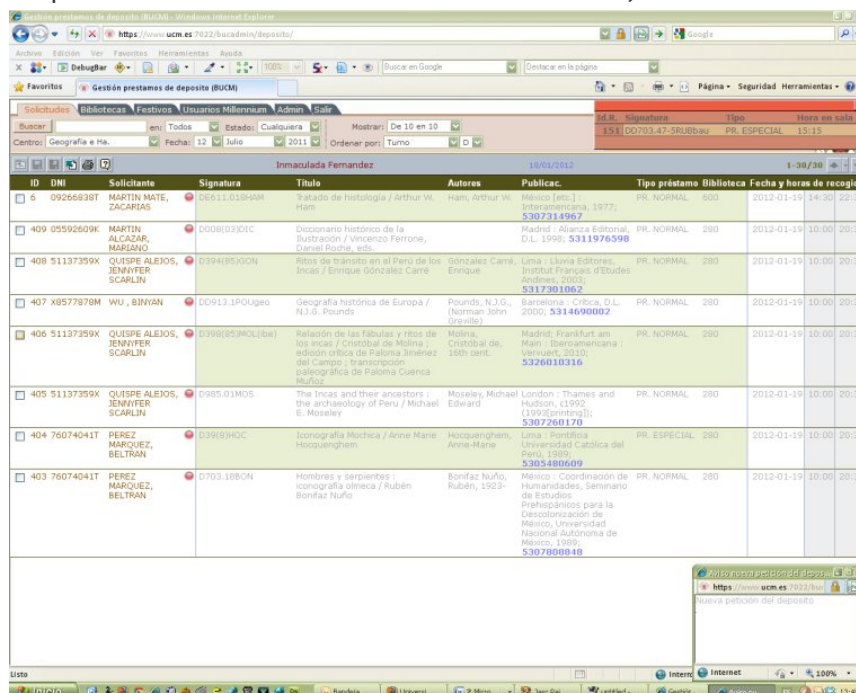 Gestión prestamos de deposito (BUCM) - Windows Internet Explorer
https://www.ucm.es:7022/bucadmin/deposito/
Google
Archivo Edición Ver Favoritos Herramientas Ayuda
DebugBar 100% Buscar en Google Destacar en la página
Favoritos Gestión prestamos de deposito (BUCM) Página Seguridad Herramientas
Solicitudes Bibliotecas Festivos Usuarios Millennium Admin Salir
Id.R. Signatura Tipo Hora en sala
151 DD703.47-5RUBbau PR. ESPECIAL 15:15
Buscar en: Todos Estado: Cualquiera Mostrar: De 10 en 10
Centro: Geografía e Ha. Fecha: 12 Julio 2011 Ordenar por: Turno D
Inmaculada Fernandez 18/01/2012 1-30/30
ID DNI Solicitante Signatura Título Autores Publicac. Tipo préstamo Biblioteca Fecha y horas de recogid
6 09266838T MARTIN MATE, DE611.018HAM Tratado de histología / Arthur W. Ham, Arthur W. México [etc.] : PR. NORMAL 600 2012-01-19 14:30
ZACARIAS Ham Interamericana, 1977;
5307314967
409 05592609K MARTIN D008(03)DIC Diccionario histórico de la Madrid : Alianza Editorial, PR. NORMAL 280 2012-01-19 10:00
ALCAZAR, Ilustración / Vincenzo Ferrone, D.L. 1998; 5311976598
MARIANO Daniel Roche, eds.
408 51137359X QUISPE ALEJOS, D394(85)GON Ritos de transito en el Perú de los González Carré, Lima : Lluvia Editores, PR. NORMAL 280 2012-01-19 10:00
JENNYFER Incas / Enrique González Carré Enrique Institut Français d'Etudes
SCARLIN Andines, 2003;
5317301062
407 X8577878M WU , BINYAN DD913.1POUgeo Geografía histórica de Europa / Pounds, N.J.G., Barcelona : Crítica, D.L. PR. NORMAL 280 2012-01-19 10:00
N.J.G. Pounds (Norman John 2000; 5314690002
Greville)
406 51137359X QUISPE ALEJOS, D398(85)MOL(ibe) Relación de las fábulas y ritos de Molina, Madrid; Frankfurt am PR. NORMAL 280 2012-01-19 10:00
JENNYFER los incas / Cristóbal de Molina ; Cristóbal de, Main : Iberoamericana :
SCARLIN edición crítica de Paloma Jiménez 16th cent. Vervuert, 2010;
del Campo ; transcripción 5326010316
paleográfica de Paloma Cuenca
Muñoz
405 51137359X QUISPE ALEJOS, D985.01MOS The Incas and their ancestors : Moseley, Michael London : Thames and PR. NORMAL 280 2012-01-19 10:00
JENNYFER the archaeology of Peru / Michael Edward Hudson, c1992
SCARLIN E. Moseley (1993[printing]);
5307260170
404 76074041T PEREZ D39(8)HOC Iconografía Mochica / Anne Marie Hocquenghem, Lima : Pontificia PR. ESPECIAL 280 2012-01-19 10:00
MARQUEZ, Hocquenghem Anne-Marie Universidad Católica del
BELTRAN Perú, 1989;
5305480609
403 76074041T PEREZ D703.18BON Hombres y serpientes : Bonifaz Nuño, México : Coordinación de PR. NORMAL 280 2012-01-19 10:00
MARQUEZ, iconografía olmeca / Rubén Rubén, 1923- Humanidades, Seminario
BELTRAN Bonifaz Nuño de Estudios
Prehispánicos para la
Descolonización de
México, Universidad
Nacional Autónoma de
México, 1989;
5307808848
Aviso nueva petición del depos...
https://www.ucm.es:7022/buc
Nueva petición del deposito
Listo Internet 100%
Inicio Bandeja Universi 2 Micro untitled - Gestión